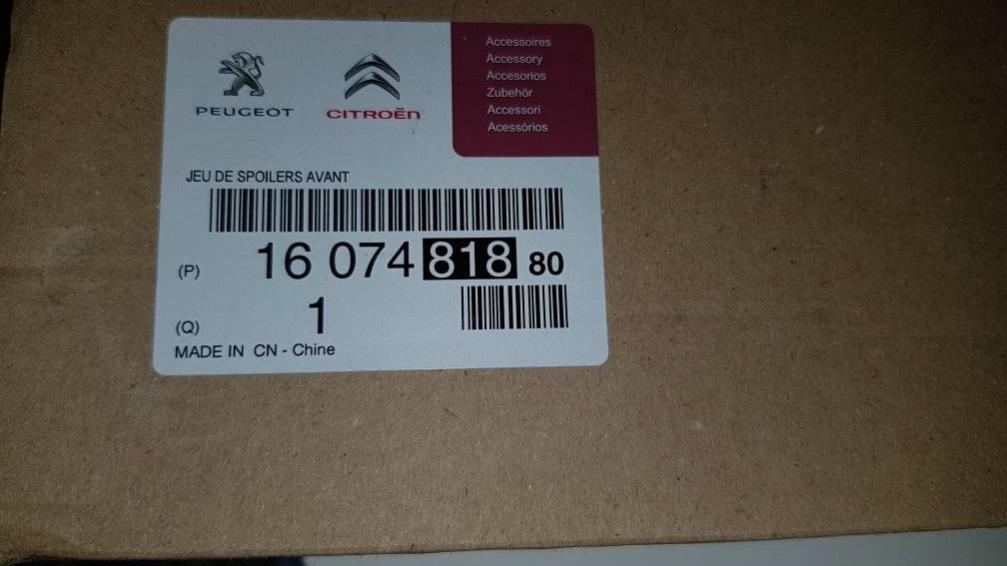 PEUGEOT
CITROËN
Accessoires
Accessory
Accesorios
Zubehör
Accessori
Acessórios
JEU DE SPOILERS AVANT
(P) 16 074 818 80
(Q) 1
MADE IN CN - Chine